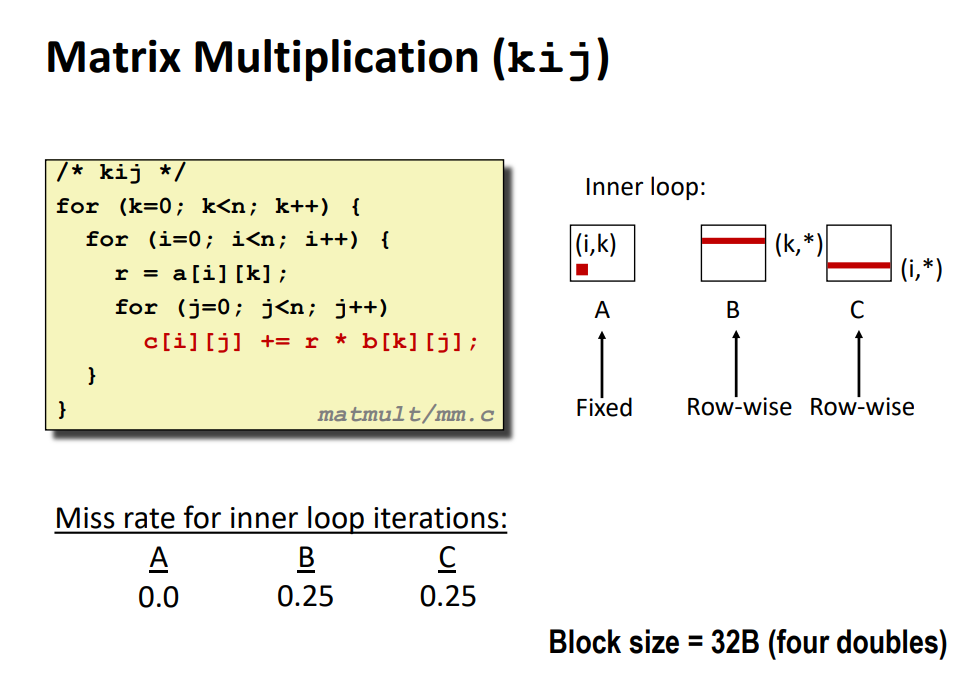 Matrix Multiplication (kij)
/* kij */
for (k=0; k<n; k++) {
  for (i=0; i<n; i++) {
    r = a[i][k];
    for (j=0; j<n; j++)
      c[i][j] += r * b[k][j];
  }
}
matmult/mm.c
Inner loop:
(i,k)
(k,*)
(i,*)
A B C
Fixed Row-wise Row-wise
Miss rate for inner loop iterations:
A B C
0.0 0.25 0.25
Block size = 32B (four doubles)